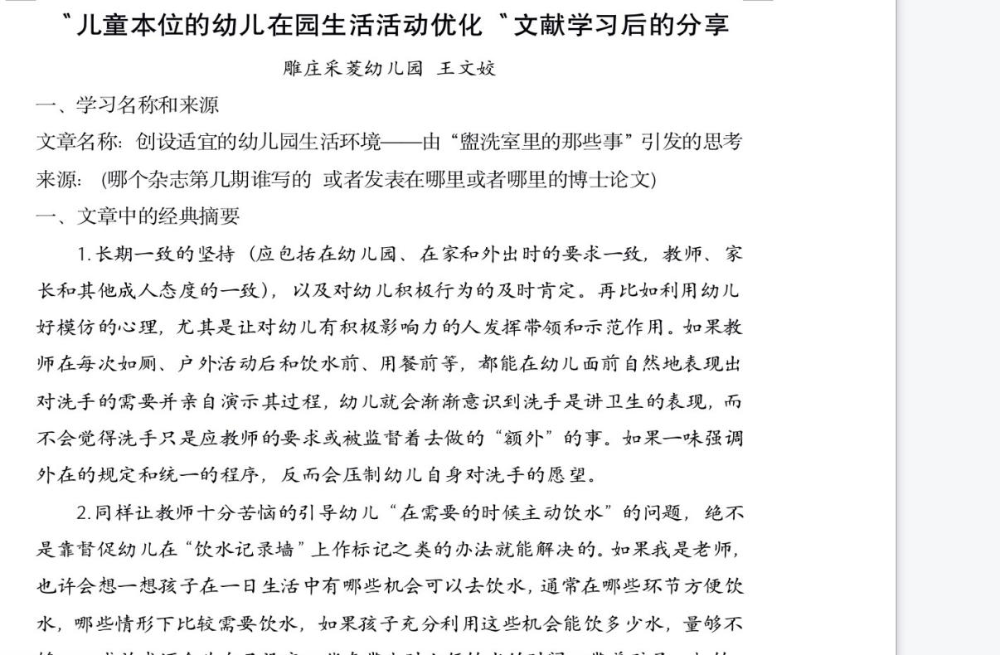 “儿童本位的幼儿在园生活活动优化“文献学习后的分享
雕庄采菱幼儿园 王文姣
一、学习名称和来源
文章名称：创设适宜的幼儿园生活环境——由“盥洗室里的那些事”引发的思考
来源：（哪个杂志第几期谁写的 或者发表在哪里或者哪里的博士论文）
一、文章中的经典摘要
1.长期一致的坚持（应包括在幼儿园、在家和外出时的要求一致，教师、家
长和其他成人态度的一致），以及对幼儿积极行为的及时肯定。再比如利用幼儿
好模仿的心理，尤其是让对幼儿有积极影响力的人发挥带领和示范作用。如果教
师在每次如厕、户外活动后和饮水前、用餐前等，都能在幼儿面前自然地表现出
对洗手的需要并亲自演示其过程，幼儿就会渐渐意识到洗手是讲卫生的表现，而
不会觉得洗手只是应教师的要求或被监督着去做的“额外”的事。如果一味强调
外在的规定和统一的程序，反而会压制幼儿自身对洗手的愿望。
2.同样让教师十分苦恼的引导幼儿“在需要的时候主动饮水”的问题，绝不
是靠督促幼儿在“饮水记录墙”上作标记之类的办法就能解决的。如果我是老师，
也许会想一想孩子在一日生活中有哪些机会可以去饮水，通常在哪些环节方便饮
水，哪些情形下比较需要饮水，如果孩子充分利用这些机会能饮多少水，量够不